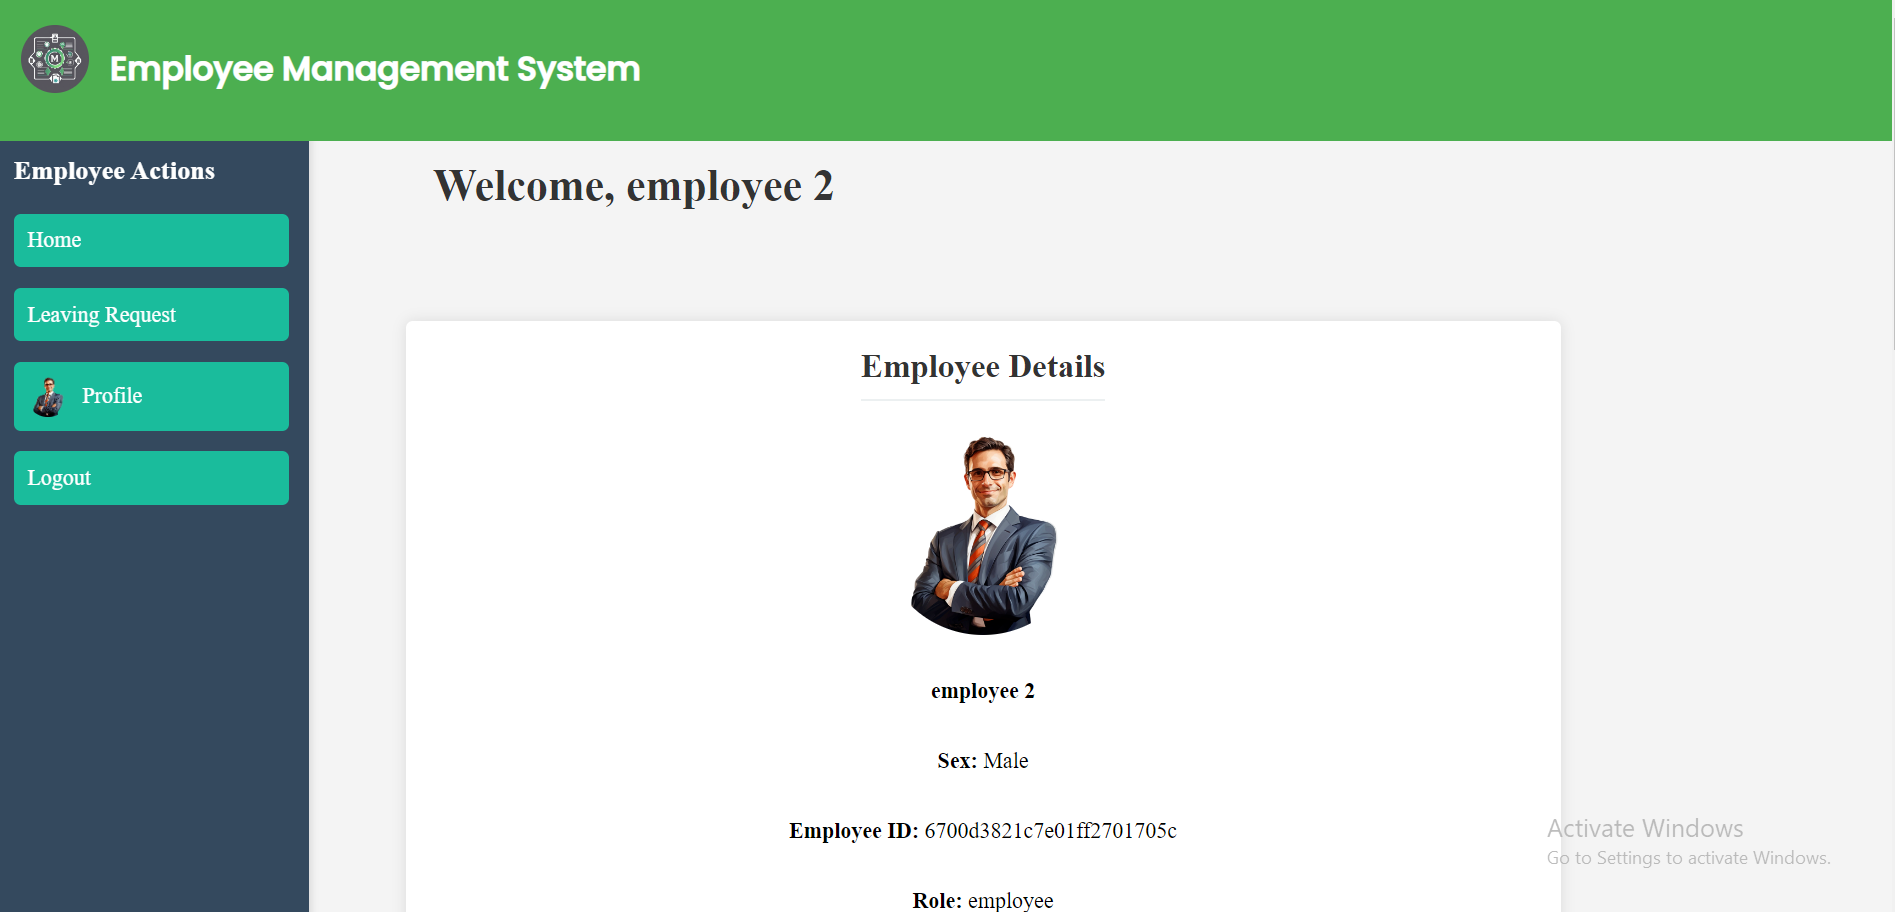 Employee Management System
Employee Actions
Home
Leaving Request
Profile
Logout
Welcome, employee 2
Employee Details
employee 2
Sex: Male
Employee ID: 6700d3821c7e01ff2701705c
Role: employee
Activate Windows
Go to Settings to activate Windows.